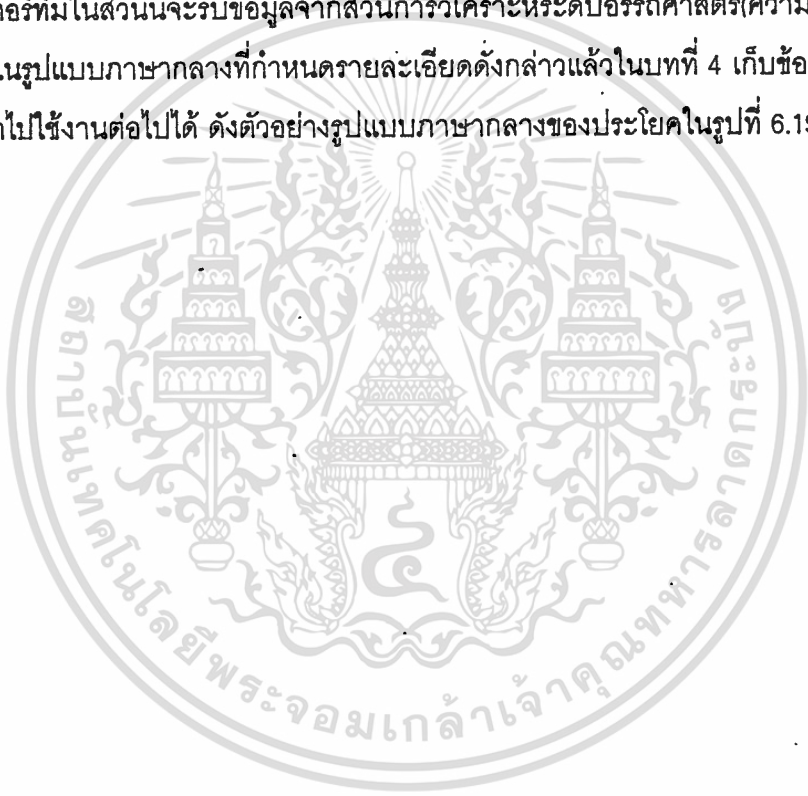 อร์ทึมในส่วนนี้จะรับข้อมูลจากส่วนการวิเคราะห์ระดับอรรถศาสตร์(ความ
นรูปแบบภาษากลางที่กำหนดรายละเอียดดังกล่าวแล้วในบทที่ 4 เก็บข้อ
ไปใช้งานต่อไปได้ ดังตัวอย่างรูปแบบภาษากลางของประโยคในรูปที่ 6.1
สถาบันเทคโนโลยีพระจอมเกล้าเจ้าคุณทหารลาดกระบัง